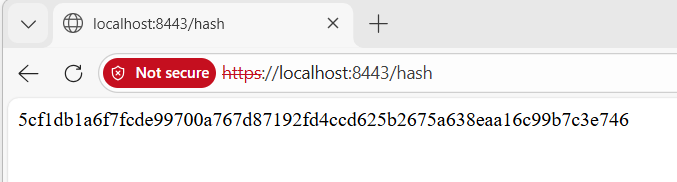 localhost:8443/hash
Not secure https://localhost:8443/hash
5cf1db1a6f7fcde99700a767d87192fd4ccd625b2675a638eaa16c99b7c3e746